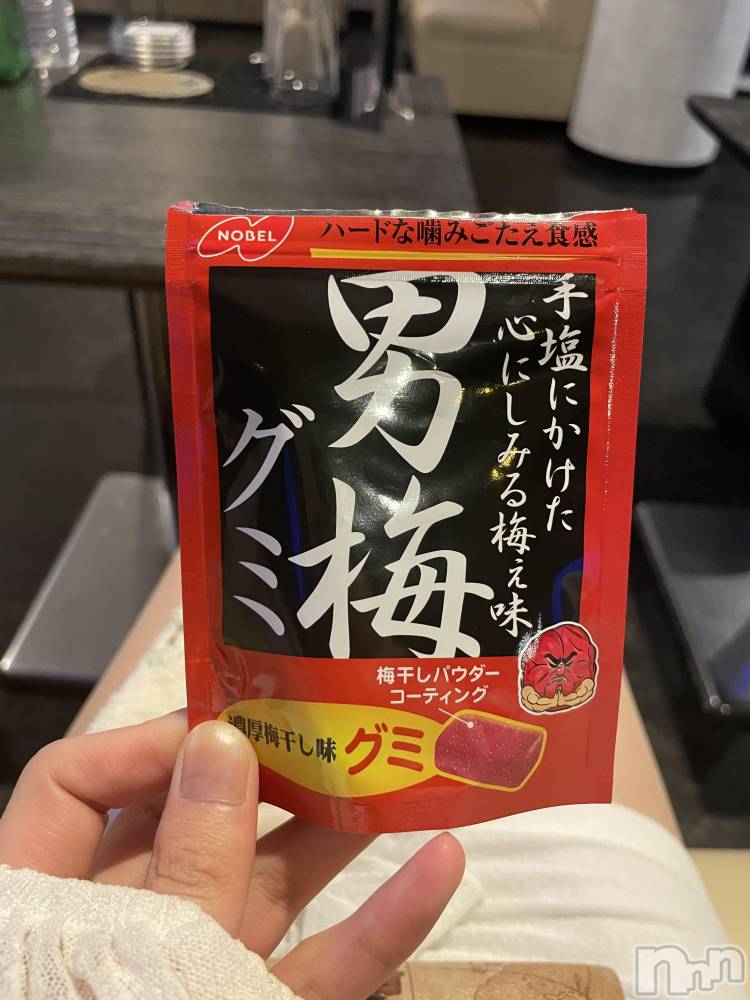 NOBEL
ハードな噛みごたえ食感
手塩にかけた
心にしみる梅ぇ味
男梅
グミ
梅干しパウダー
コーティング
濃厚梅干し味 グミ
nnn